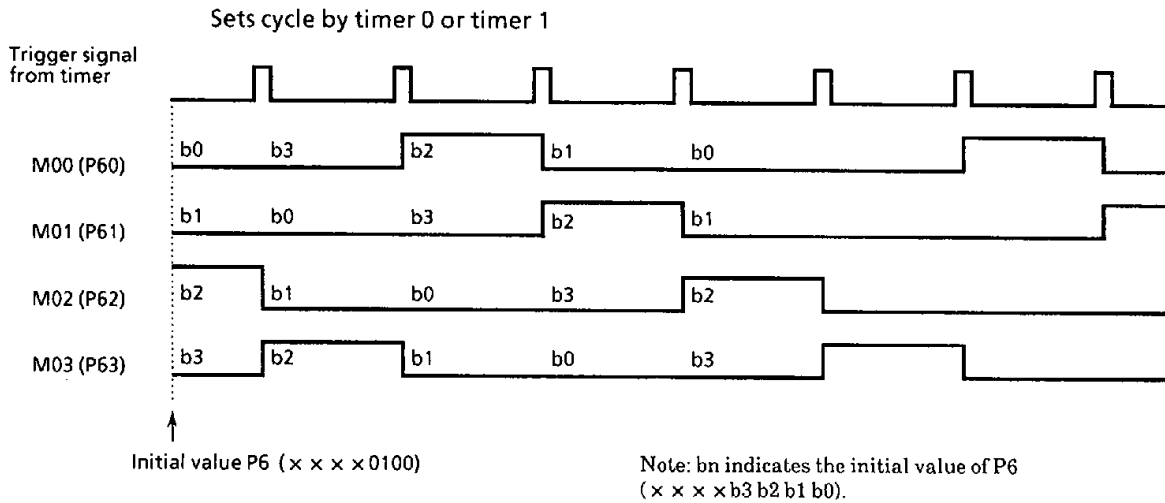 Sets cycle by timer 0 or timer 1
Trigger signal
from timer
M00 (P60) b0 b3 b2 b1 b0
M01 (P61) b1 b0 b3 b2 b1
M02 (P62) b2 b1 b0 b3 b2
M03 (P63) b3 b2 b1 b0 b3
Initial value P6 (××××0100)
Note: bn indicates the initial value of P6
(××××b3 b2 b1 b0).